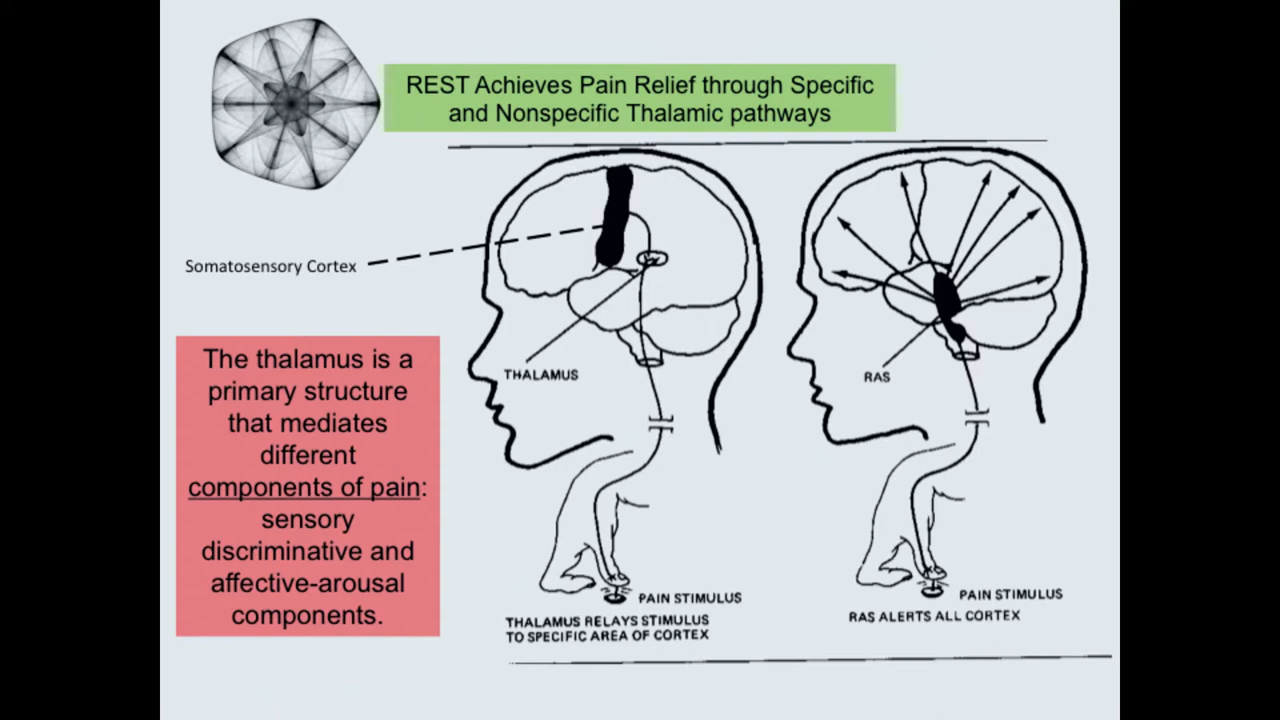 REST Achieves Pain Relief through Specific
and Nonspecific Thalamic pathways
Somatosensory Cortex
The thalamus is a
primary structure
that mediates
different
components of pain:
sensory
discriminative and
affective-arousal
components.
THALAMUS
PAIN STIMULUS
THALAMUS RELAYS STIMULUS
TO SPECIFIC AREA OF CORTEX
RAS
PAIN STIMULUS
RAS ALERTS ALL CORTEX